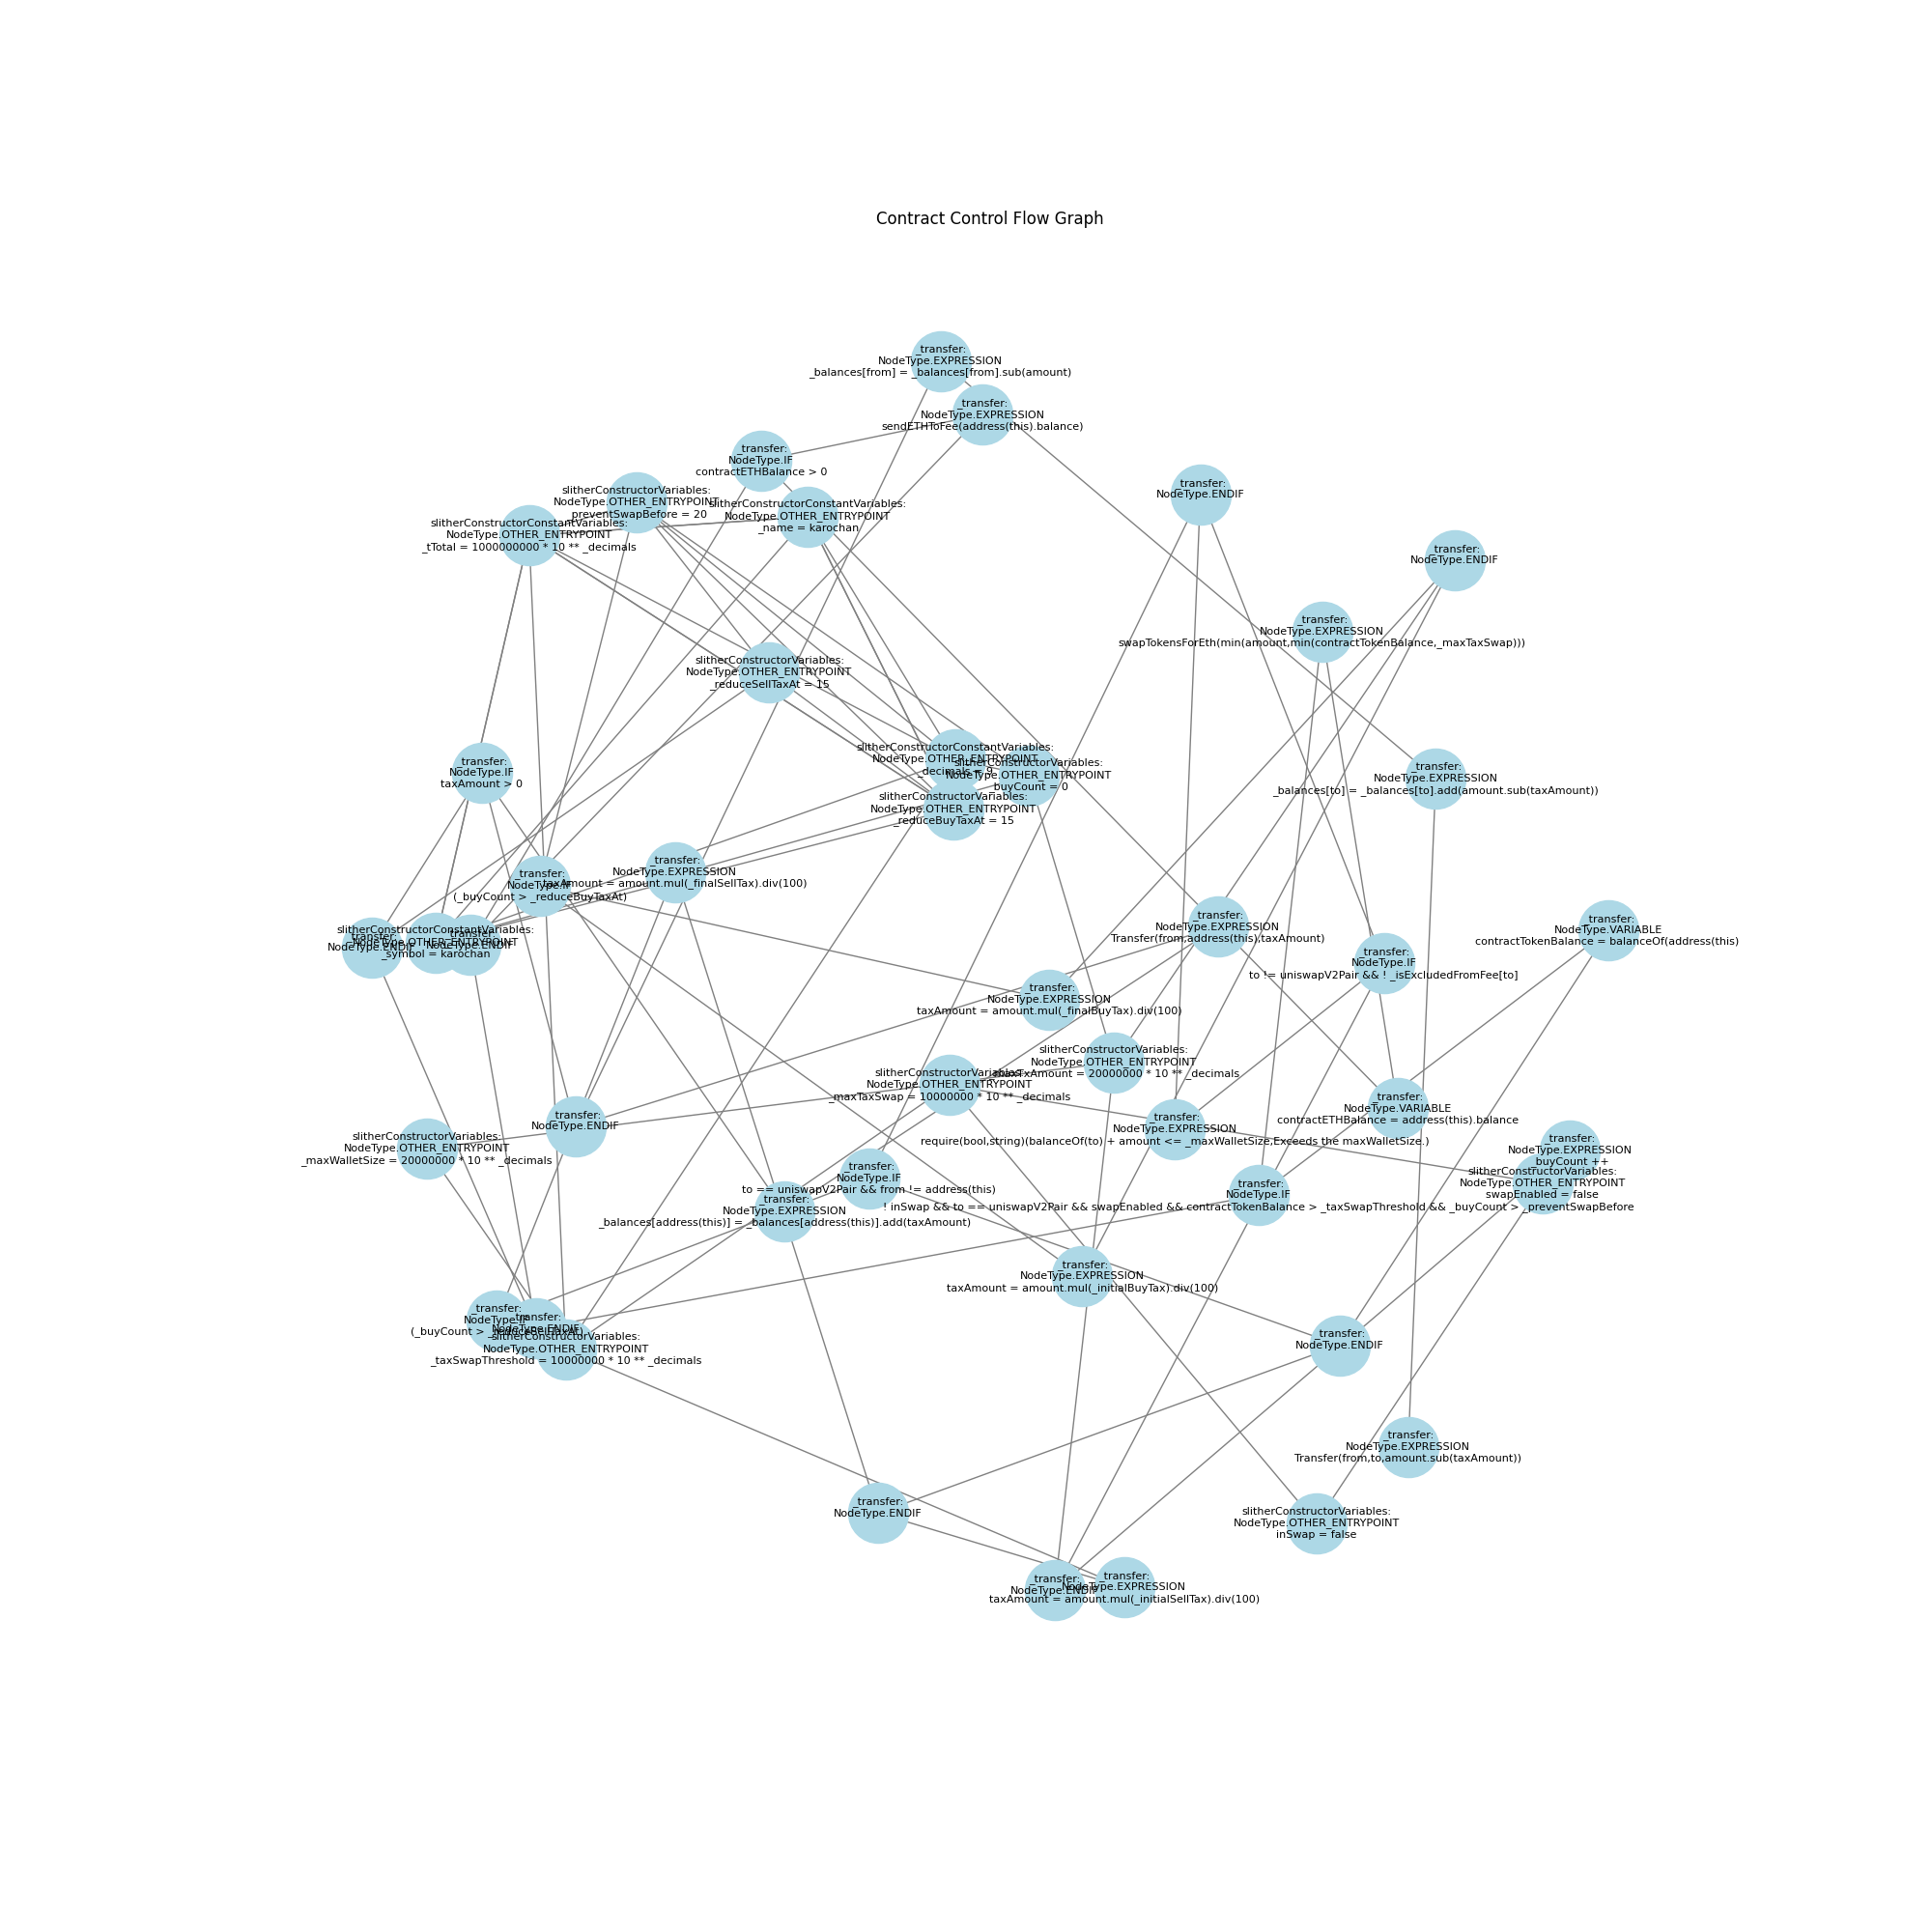 Contract Control Flow Graph
_transfer:
NodeType.EXPRESSION
_balances[from] = _balances[from].sub(amount)
_transfer:
NodeType.EXPRESSION
sendETHToFee(address(this).balance)
_transfer:
NodeType.IF
contractETHBalance > 0
_transfer:
NodeType.ENDIF
slitherConstructorVariables:
NodeType.OTHER_ENTRYPOINT
_preventSwapBefore = 20
slitherConstructorConstantVariables:
NodeType.OTHER_ENTRYPOINT
_name = karochan
slitherConstructorConstantVariables:
NodeType.OTHER_ENTRYPOINT
_tTotal = 1000000000 * 10 ** _decimals
_transfer:
NodeType.ENDIF
_transfer:
NodeType.EXPRESSION
swapTokensForEth(min(amount,min(contractTokenBalance,_maxTaxSwap)))
slitherConstructorVariables:
NodeType.OTHER_ENTRYPOINT
_reduceSellTaxAt = 15
slitherConstructorConstantVariables:
NodeType.OTHER_ENTRYPOINT
_decimals = 9
slitherConstructorVariables:
NodeType.OTHER_ENTRYPOINT
buyCount = 0
_transfer:
NodeType.IF
taxAmount > 0
_transfer:
NodeType.EXPRESSION
_balances[to] = _balances[to].add(amount.sub(taxAmount))
slitherConstructorVariables:
NodeType.OTHER_ENTRYPOINT
_reduceBuyTaxAt = 15
_transfer:
NodeType.EXPRESSION
taxAmount = amount.mul(_finalSellTax).div(100)
_transfer:
NodeType.IF
(_buyCount > _reduceBuyTaxAt)
_transfer:
NodeType.ENDIF
slitherConstructorConstantVariables:
NodeType.OTHER_ENTRYPOINT
_symbol = karochan
_transfer:
NodeType.ENDIF
_transfer:
NodeType.EXPRESSION
Transfer(from,address(this),taxAmount)
_transfer:
NodeType.VARIABLE
contractTokenBalance = balanceOf(address(this)
_transfer:
NodeType.IF
to != uniswapV2Pair && ! _isExcludedFromFee[to]
_transfer:
NodeType.EXPRESSION
taxAmount = amount.mul(_finalBuyTax).div(100)
slitherConstructorVariables:
NodeType.OTHER_ENTRYPOINT
_maxTxAmount = 20000000 * 10 ** _decimals
slitherConstructorVariables:
NodeType.OTHER_ENTRYPOINT
_maxTaxSwap = 10000000 * 10 ** _decimals
_transfer:
NodeType.VARIABLE
contractETHBalance = address(this).balance
_transfer:
NodeType.ENDIF
_transfer:
NodeType.EXPRESSION
require(bool,string)(balanceOf(to) + amount <= _maxWalletSize,Exceeds the maxWalletSize.)
slitherConstructorVariables:
NodeType.OTHER_ENTRYPOINT
_maxWalletSize = 20000000 * 10 ** _decimals
_transfer:
NodeType.EXPRESSION
_buyCount ++
slitherConstructorVariables:
NodeType.OTHER_ENTRYPOINT
swapEnabled = false
_transfer:
NodeType.IF
to == uniswapV2Pair && from != address(this)
_transfer:
NodeType.IF
! inSwap && to == uniswapV2Pair && swapEnabled && contractTokenBalance > _taxSwapThreshold && _buyCount > _preventSwapBefore
_transfer:
NodeType.EXPRESSION
_balances[address(this)] = _balances[address(this)].add(taxAmount)
_transfer:
NodeType.EXPRESSION
taxAmount = amount.mul(_initialBuyTax).div(100)
_transfer:
NodeType.IF
(_buyCount > _reduceSellTaxAt)
_transfer:
NodeType.ENDIF
slitherConstructorVariables:
NodeType.OTHER_ENTRYPOINT
_taxSwapThreshold = 10000000 * 10 ** _decimals
_transfer:
NodeType.ENDIF
_transfer:
NodeType.EXPRESSION
Transfer(from,to,amount.sub(taxAmount))
_transfer:
NodeType.ENDIF
slitherConstructorVariables:
NodeType.OTHER_ENTRYPOINT
inSwap = false
_transfer:
NodeType.ENDIF
_transfer:
NodeType.EXPRESSION
taxAmount = amount.mul(_initialSellTax).div(100)